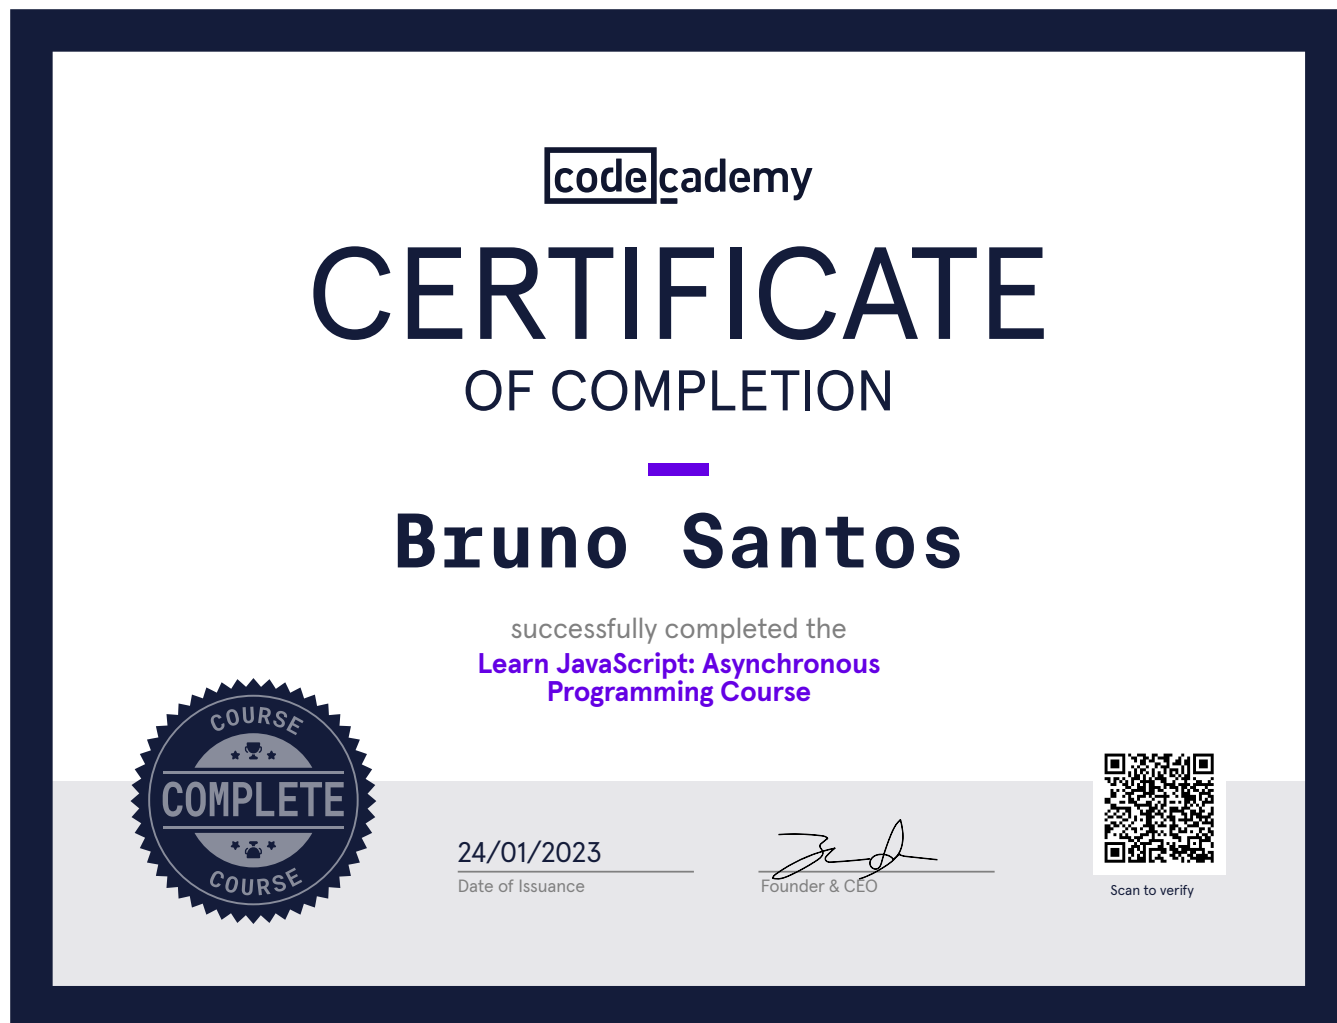 codecademy
CERTIFICATE
OF COMPLETION
Bruno Santos
successfully completed the
Learn JavaScript: Asynchronous
Programming Course
COURSE
COMPLETE
COURSE
24/01/2023
Date of Issuance
Founder & CEO
Scan to verify